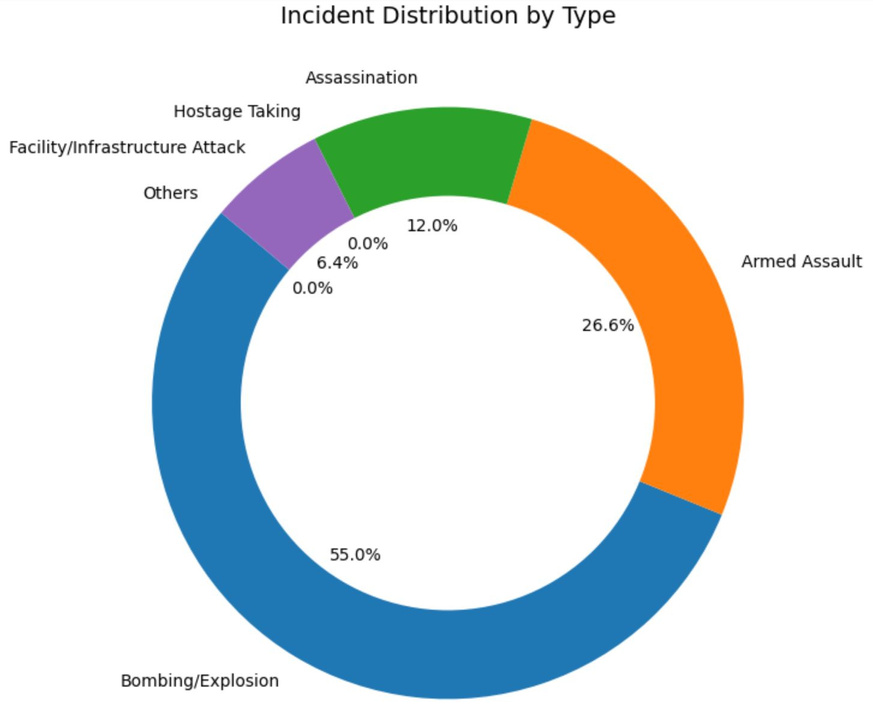 Incident Distribution by Type
Assassination
Hostage Taking
Facility/Infrastructure Attack
Others
12.0%
0.0%
6.4%
0.0%
Armed Assault
26.6%
55.0%
Bombing/Explosion